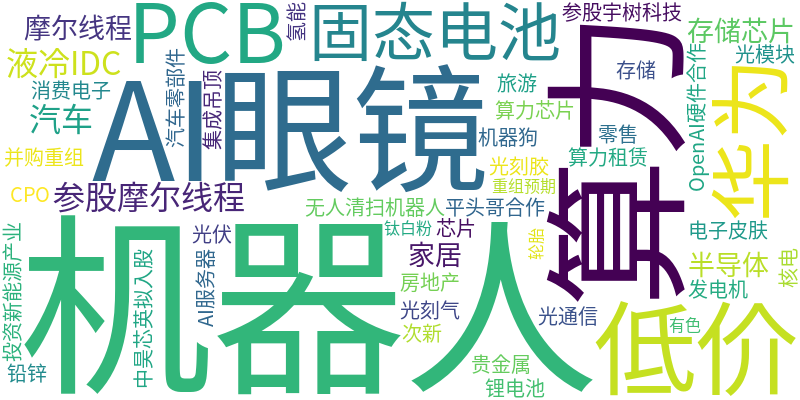 摩尔线程
PCB
氢能
固态电池
参股宇树科技
存储芯片
液冷IDC
消费电子
汽车零部件
集成吊顶
旅游
存储
算力
OpenAI硬件合作
光模块
华为
汽车
AI眼镜
算力芯片
机器狗
零售
并购重组
光刻胶
算力租赁
CPO
参股摩尔线程
重组预期
无人清扫机器人
平头哥合作
钛白粉
芯片
轮胎
电子皮肤
投资新能源产业
中昊芯英拟入股
光伏
AI服务器
家居
房地产
半导体
发电机
核电
机器人
光刻气
次新
光通信
低价
有色
铅锌
贵金属
锂电池